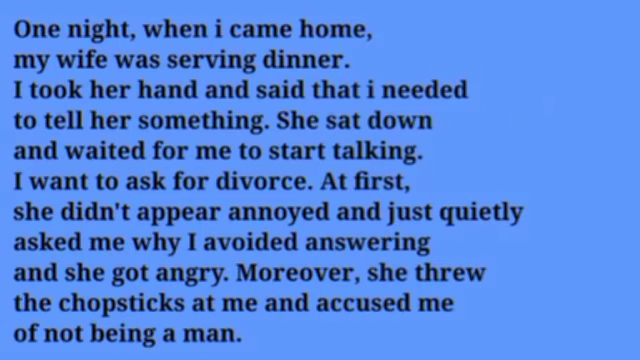 One night, when i came home,
my wife was serving dinner.
I took her hand and said that i needed
to tell her something. She sat down
and waited for me to start talking.
I want to ask for divorce. At first,
she didn't appear annoyed and just quietly
asked me why I avoided answering
and she got angry. Moreover, she threw
the chopsticks at me and accused me
of not being a man.